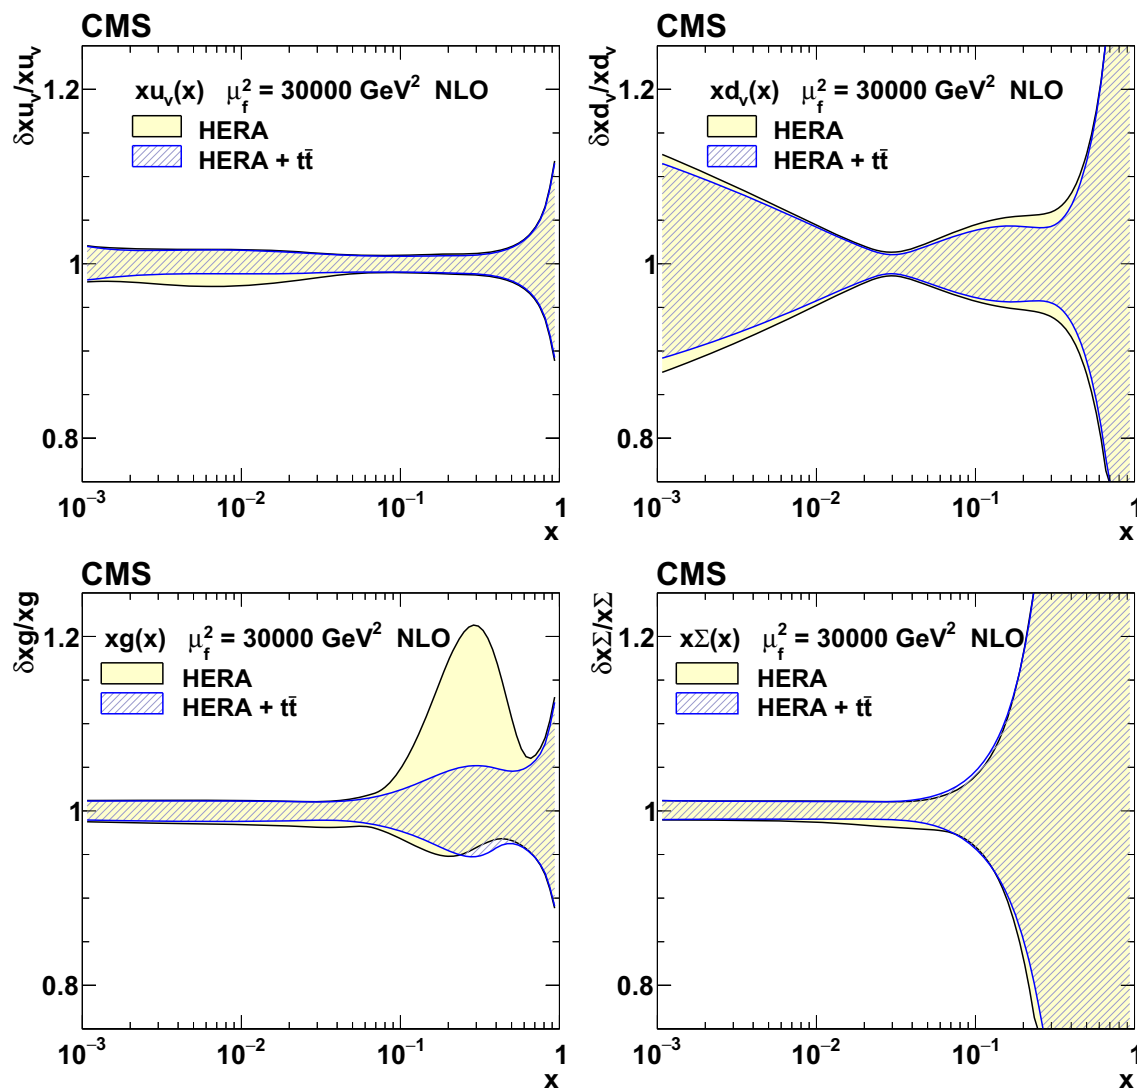 CMS
δxu_v/xu_v
xu_v(x) μ_f^2 = 30000 GeV^2 NLO
HERA
HERA + tt̄
1.2
1
0.8
10^−3 10^−2 10^−1 1
x
CMS
δxd_v/xd_v
xd_v(x) μ_f^2 = 30000 GeV^2 NLO
HERA
HERA + tt̄
1.2
1
0.8
10^−3 10^−2 10^−1 1
x
CMS
δxg/xg
xg(x) μ_f^2 = 30000 GeV^2 NLO
HERA
HERA + tt̄
1.2
1
0.8
10^−3 10^−2 10^−1 1
x
CMS
δxΣ/xΣ
xΣ(x) μ_f^2 = 30000 GeV^2 NLO
HERA
HERA + tt̄
1.2
1
0.8
10^−3 10^−2 10^−1 1
x